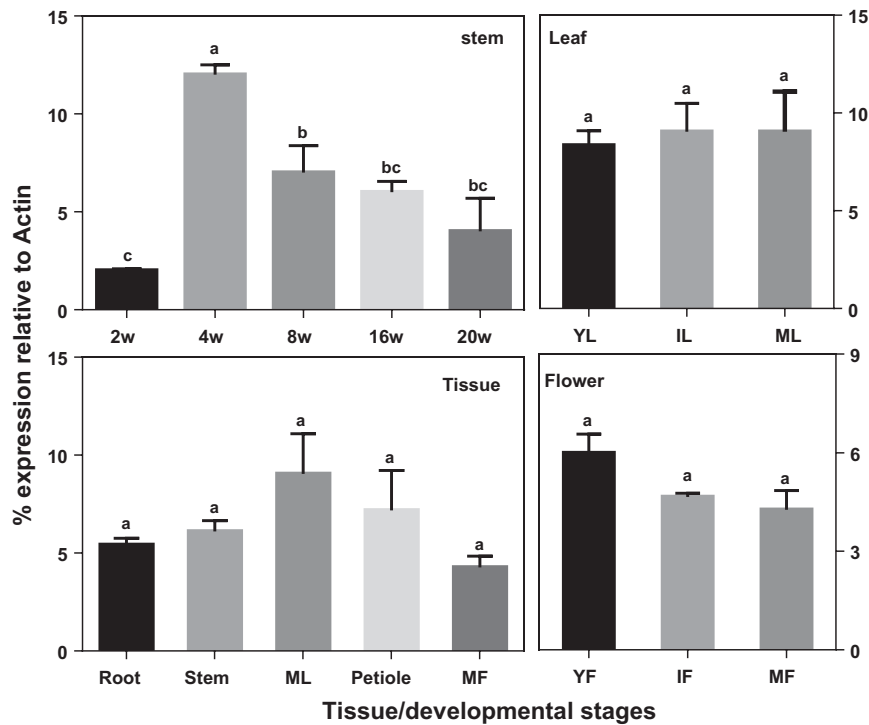 % expression relative to Actin
15
10
5
0
stem
c
a
b
bc
bc
2w
4w
8w
16w
20w
Leaf
a
a
a
15
10
5
0
YL
IL
ML
15
10
5
0
Tissue
a
a
a
a
a
Root
Stem
ML
Petiole
MF
Flower
a
a
a
9
6
3
0
YF
IF
MF
Tissue/developmental stages